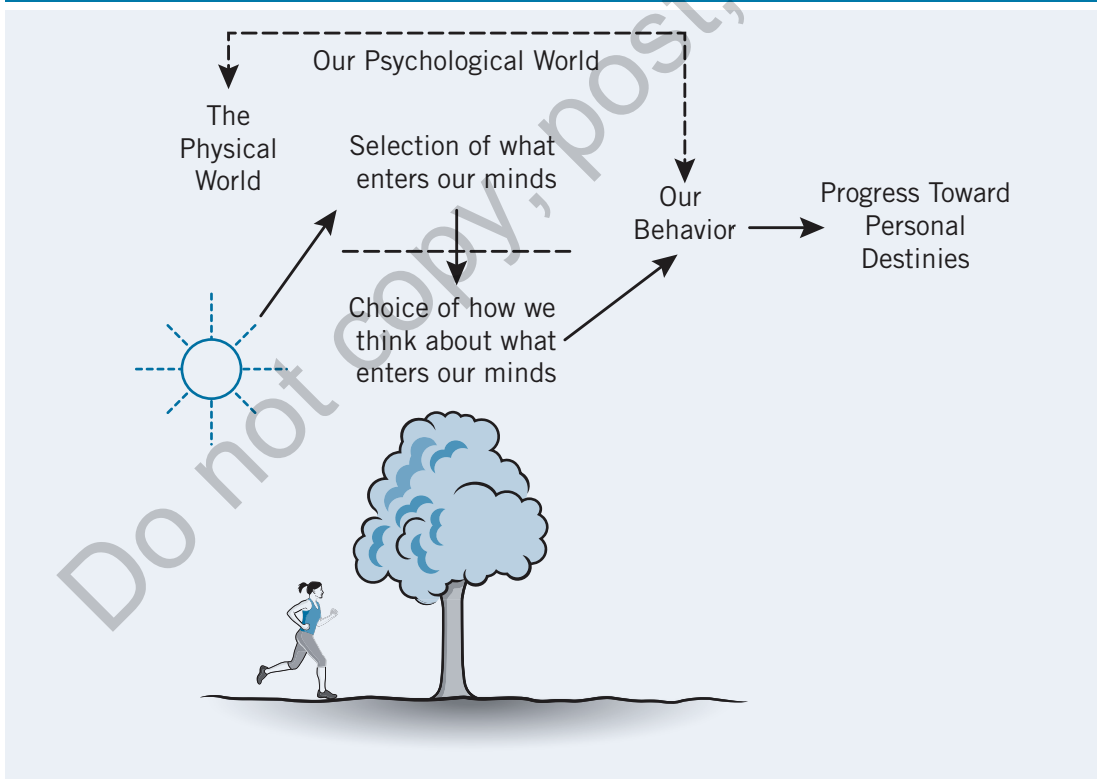 Our Psychological World
The
Physical
World
Selection of what
enters our minds
Choice of how we
think about what
enters our minds
Our
Behavior
Progress Toward
Personal
Destinies
Do not copy, post,